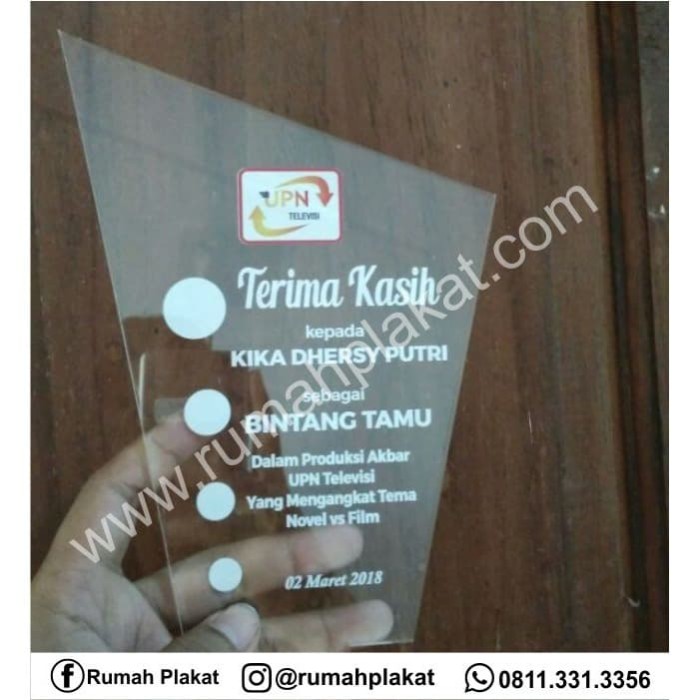 UPN
TELEVISI
Terima Kasih
kepada
KIKA DHERSY PUTRI
sebagai
BINTANG TAMU
Dalam Produksi Akbar
UPN Televisi
Yang Mengangkat Tema
Novel vs Film
02 Maret 2018
www.rumahplakat.com
Rumah Plakat
@rumahplakat
0811.331.3356